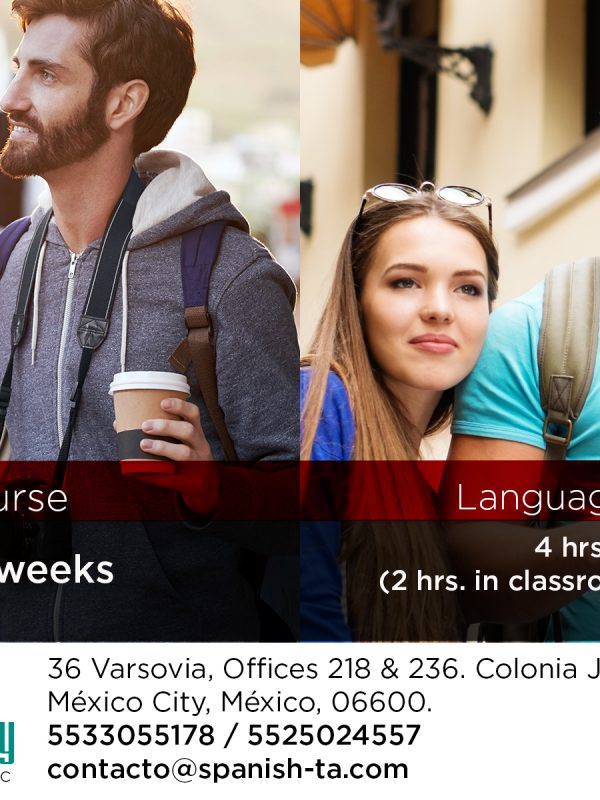 urse
weeks
Languag
4 hrs
(2 hrs. in classro
36 Varsovia, Offices 218 & 236. Colonia J
México City, México, 06600.
5533055178 / 5525024557
contacto@spanish-ta.com
y
C